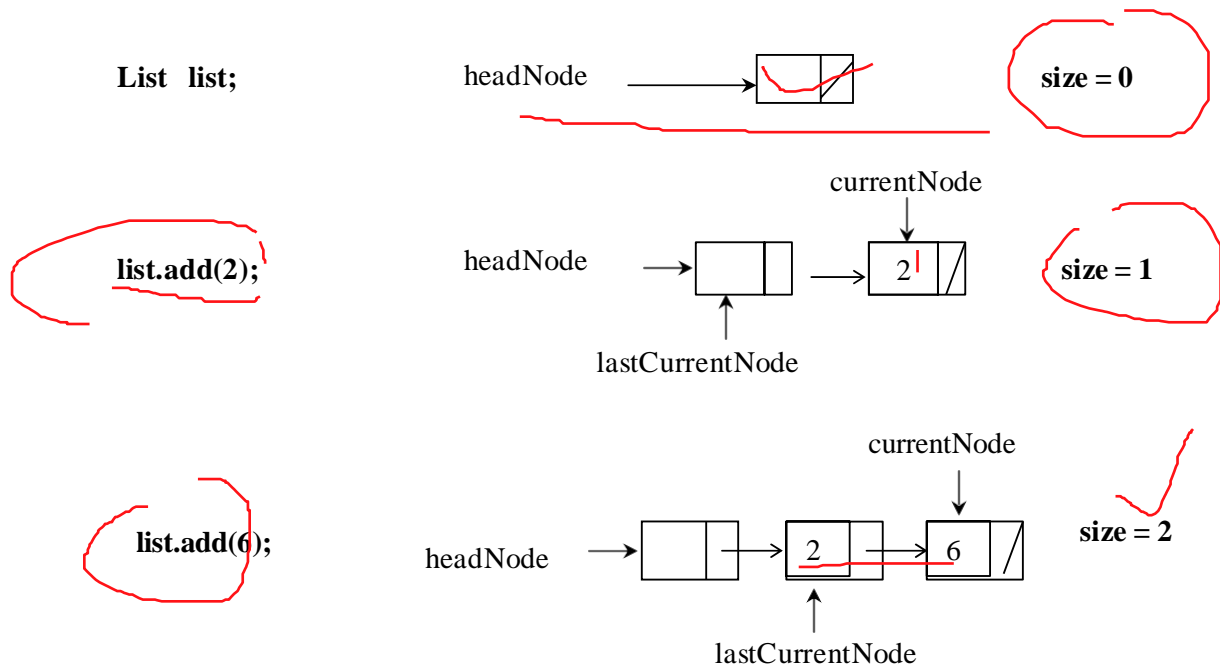 List list;
headNode
size = 0
currentNode
list.add(2);
headNode
2
size = 1
lastCurrentNode
currentNode
list.add(6);
headNode
2
6
size = 2
lastCurrentNode